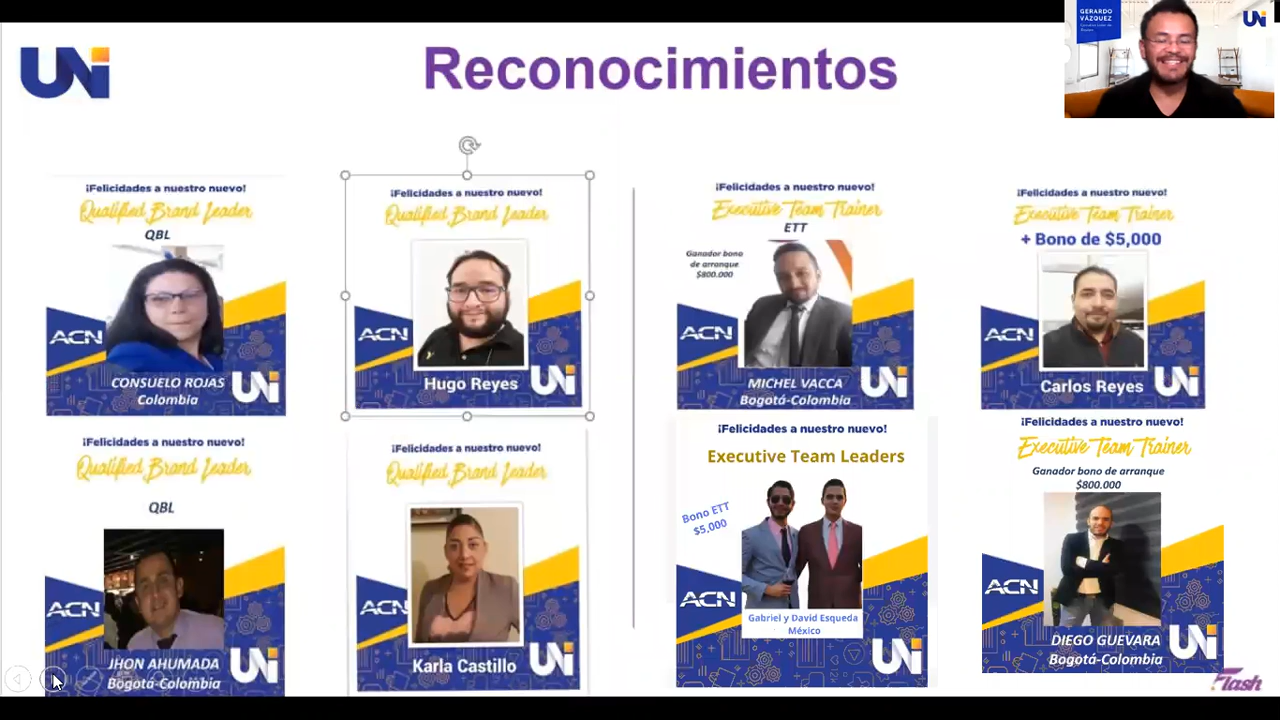 UNi
Reconocimientos
GERARDO
VÁZQUEZ
UNi
¡Felicidades a nuestro nuevo!
Qualified Brand Leader
QBL
ACN
CONSUELO ROJAS
Colombia
UNi
¡Felicidades a nuestro nuevo!
Qualified Brand Leader
ACN
Hugo Reyes
UNi
¡Felicidades a nuestro nuevo!
Executive Team Trainer
ETT
Ganador bono
de arranque
$800.000
ACN
MICHEL VACCA
Bogotá-Colombia
UNi
¡Felicidades a nuestro nuevo!
Executive Team Trainer
+ Bono de $5,000
ACN
Carlos Reyes
UNi
¡Felicidades a nuestro nuevo!
Qualified Brand Leader
QBL
ACN
JHON AHUMADA
Bogotá-Colombia
UNi
¡Felicidades a nuestro nuevo!
Qualified Brand Leader
ACN
Karla Castillo
UNi
¡Felicidades a nuestro nuevo!
Executive Team Leaders
Bono ETT
$5,000
ACN
Gabriel y David Esqueda
México
UNi
¡Felicidades a nuestro nuevo!
Executive Team Trainer
Ganador bono de arranque
$800.000
ACN
DIEGO GUEVARA
Bogotá-Colombia
UNi
Flash